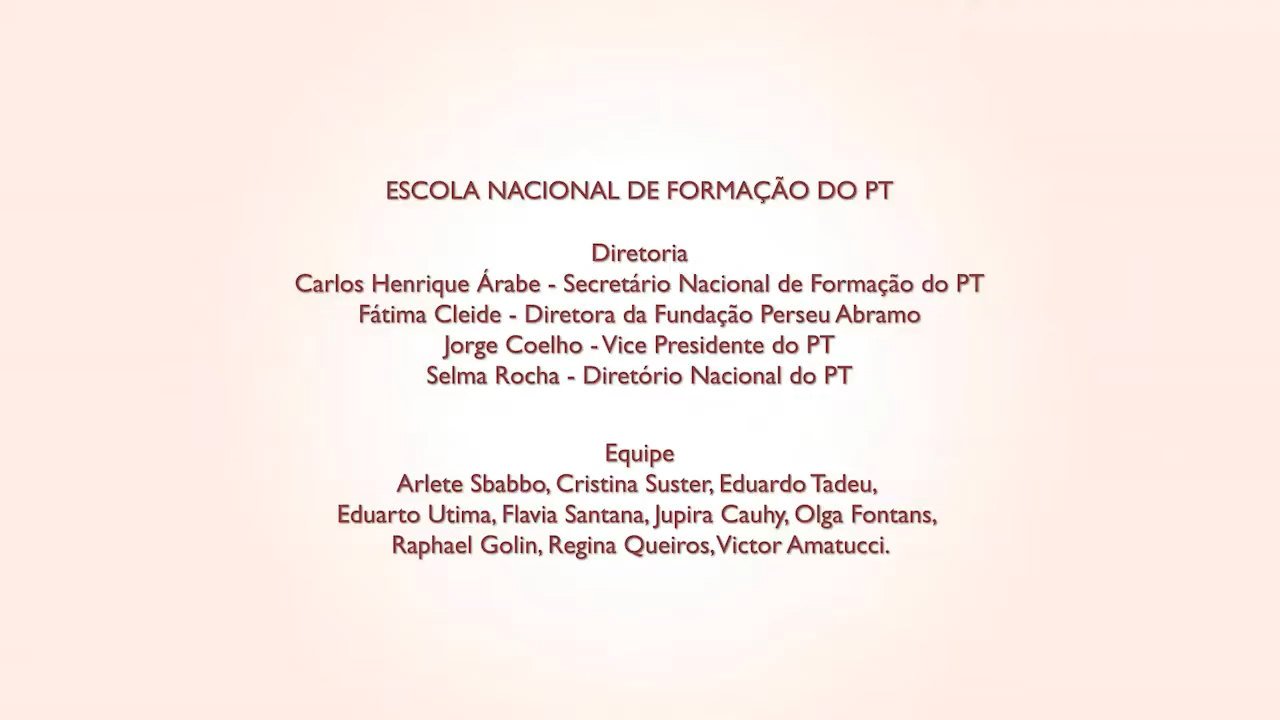 ESCOLA NACIONAL DE FORMAÇÃO DO PT
Diretoria
Carlos Henrique Árabe - Secretário Nacional de Formação do PT
Fátima Cleide - Diretora da Fundação Perseu Abramo
Jorge Coelho - Vice Presidente do PT
Selma Rocha - Diretório Nacional do PT
Equipe
Arlete Sbabbo, Cristina Suster, Eduardo Tadeu,
Eduarto Utima, Flavia Santana, Jupira Cauhy, Olga Fontans,
Raphael Golin, Regina Queiros, Victor Amatucci.